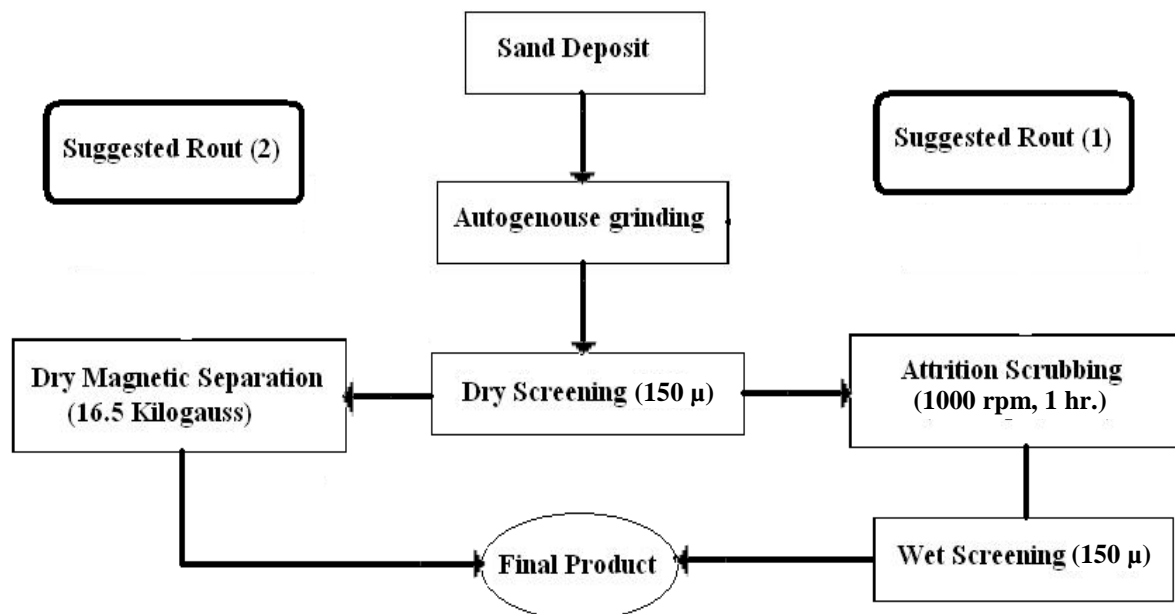 Sand Deposit
Suggested Rout (2)
Suggested Rout (1)
Autogenouse grinding
Dry Magnetic Separation
(16.5 Kilogauss)
Dry Screening (150 µ)
Attrition Scrubbing
(1000 rpm, 1 hr.)
Final Product
Wet Screening (150 µ)